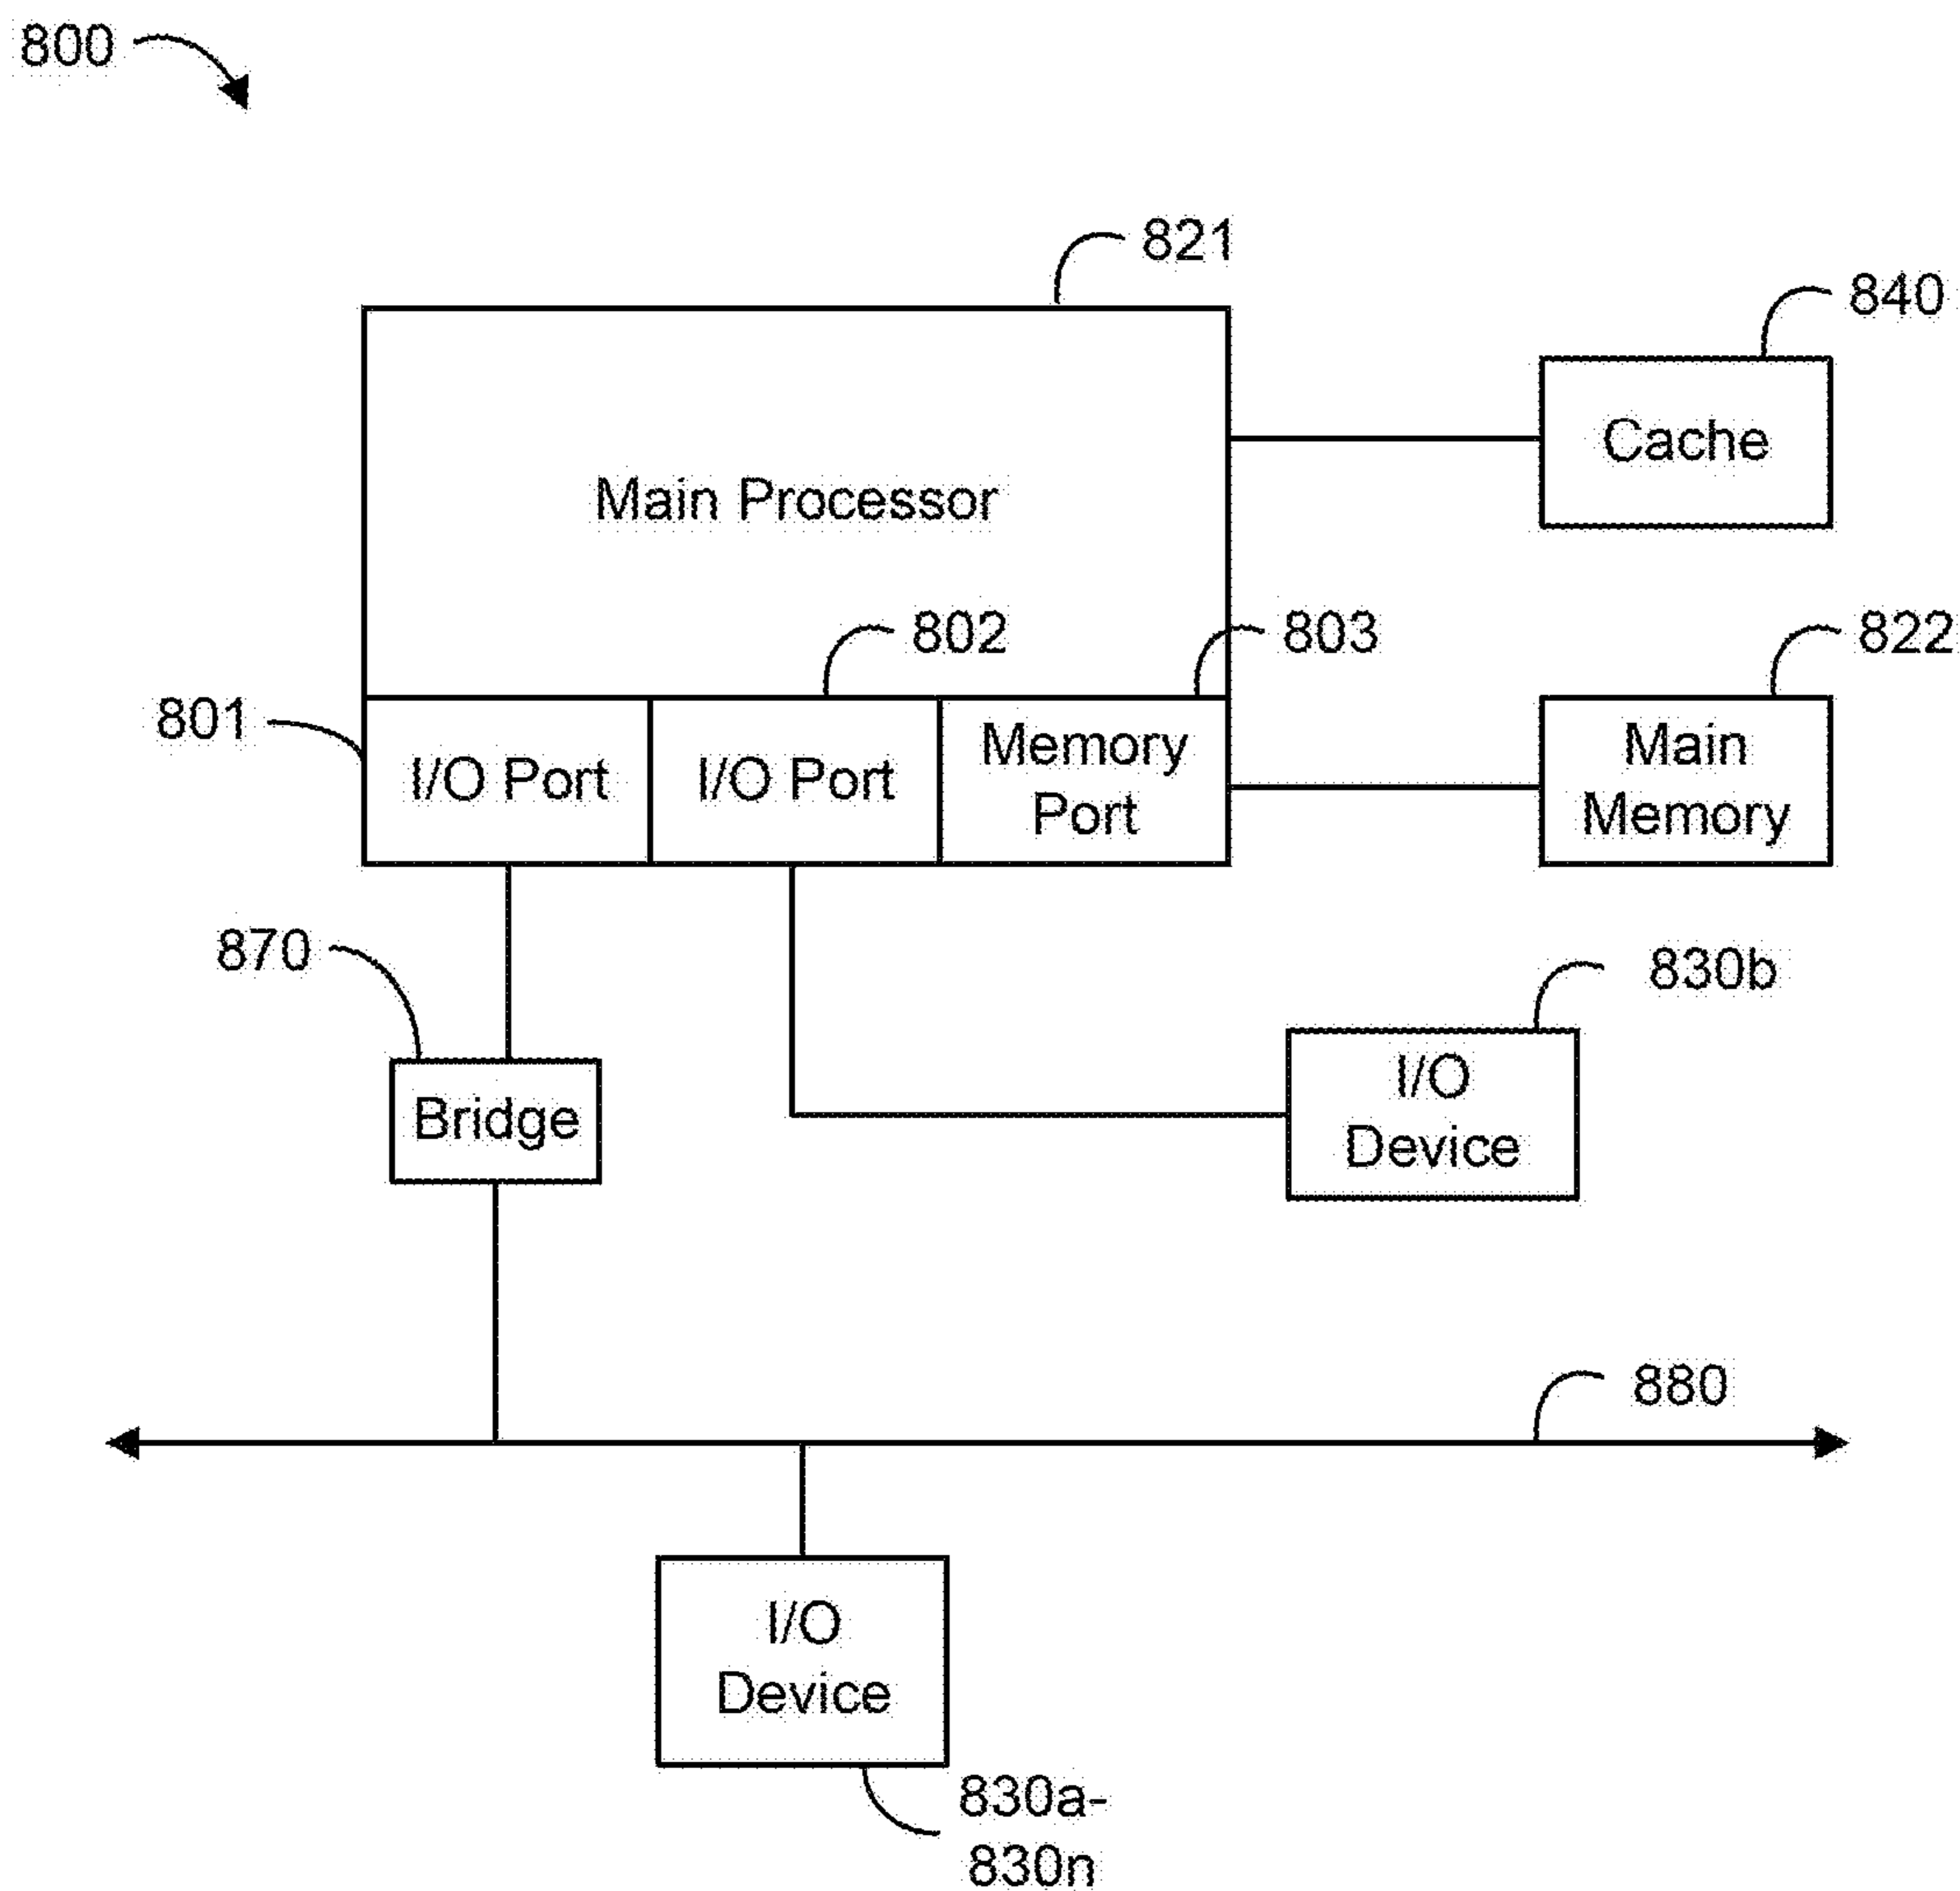 800
821
840
Cache
Main Processor
802
803
822
801
I/O Port
I/O Port
Memory
Port
Main
Memory
870
830b
Bridge
I/O
Device
880
I/O
Device
830a-
830n